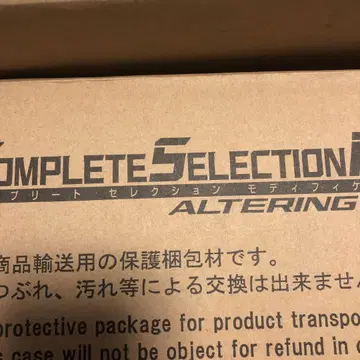 COMPLETE SELECTION
プリート セレクション モディフィケ
ALTERING
商品輸送用の保護梱包材です。
つぶれ、汚れ等による交換は出来ません
protective package for product transpo
s case will not be object for refund in